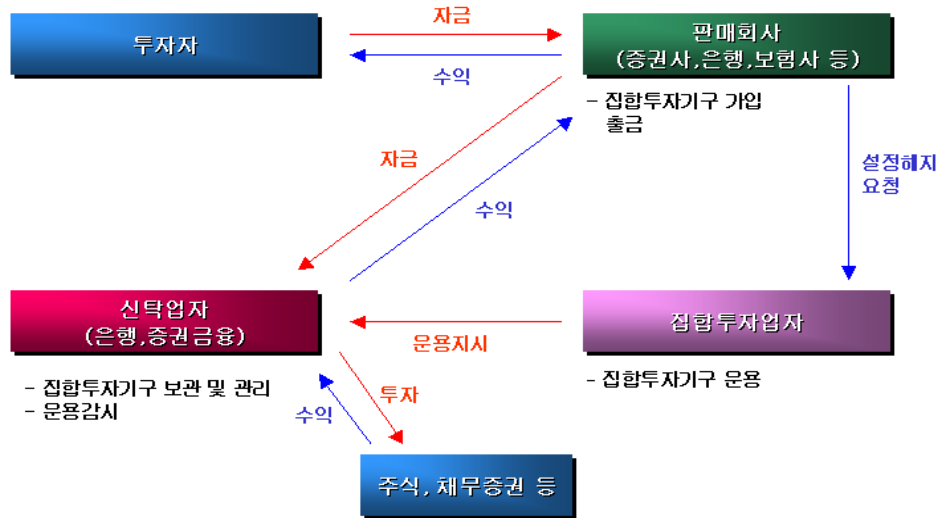 투자자
자금
수익
판매회사
(증권사,은행,보험사 등)
- 집합투자기구 가입
출금
자금
수익
설정해지
요청
신탁업자
(은행,증권금융)
- 집합투자기구 보관 및 관리
- 운용감시
운용지시
집합투자업자
- 집합투자기구 운용
투자
수익
주식, 채무증권 등